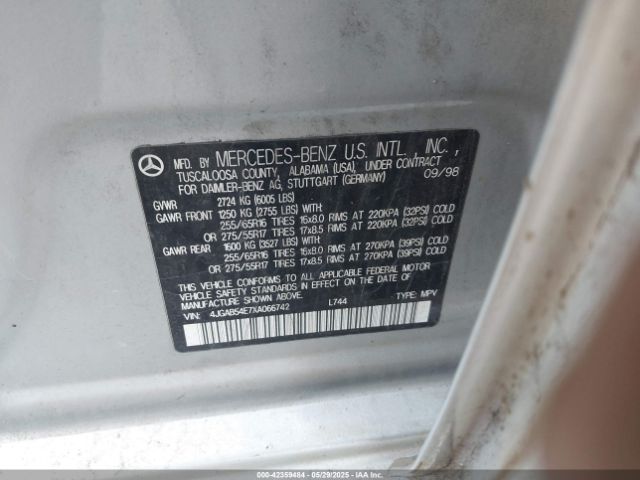 MFD. BY MERCEDES-BENZ U.S. INTL., INC.,
TUSCALOOSA COUNTY, ALABAMA (USA), UNDER CONTRACT
FOR DAIMLER-BENZ AG, STUTTGART (GERMANY) 09/98
GVWR 2724 KG (6005 LBS)
GAWR FRONT 1250 KG (2755 LBS) WITH:
255/65R16 TIRES 16x8.0 RIMS AT 220KPA (32PSI) COLD
OR 275/55R17 TIRES 17x8.5 RIMS AT 220KPA (32PSI) COLD
GAWR REAR 1600 KG (3527 LBS) WITH:
255/65R16 TIRES 16x8.0 RIMS AT 270KPA (39PSI) COLD
OR 275/55R17 TIRES 17x8.5 RIMS AT 270KPA (39PSI) COLD
THIS VEHICLE CONFORMS TO ALL APPLICABLE FEDERAL MOTOR
VEHICLE SAFETY STANDARDS IN EFFECT ON THE DATE OF
MANUFACTURE SHOWN ABOVE.
VIN: 4JGAB54E7XA066742 L744 TYPE: MPV
000-42359484 - 05/29/2025 - IAAI.CA